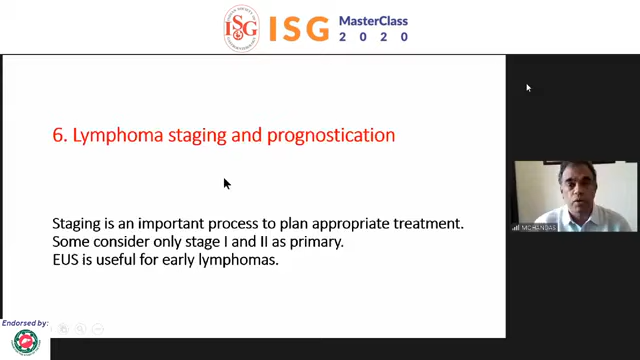 ISG
ISG
MasterClass
2020
6. Lymphoma staging and prognostication
Staging is an important process to plan appropriate treatment.
Some consider only stage I and II as primary.
EUS is useful for early lymphomas.
Endorsed by: